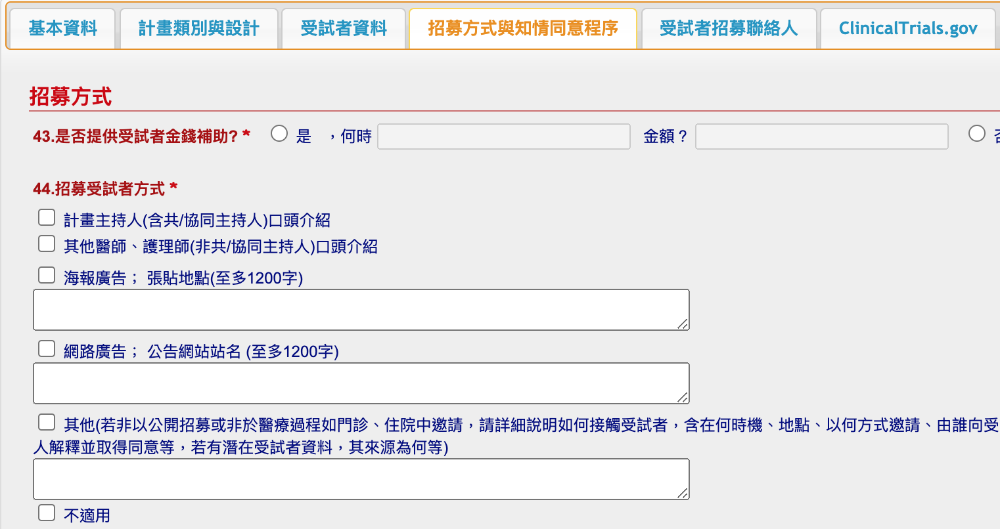 基本資料 計畫類別與設計 受試者資料 招募方式與知情同意程序 受試者招募聯絡人 ClinicalTrials.gov
招募方式
43.是否提供受試者金錢補助? * 是 ，何時 金額？
44.招募受試者方式 *
計畫主持人(含共/協同主持人)口頭介紹
其他醫師、護理師(非共/協同主持人)口頭介紹
海報廣告； 張貼地點(至多1200字)
網路廣告； 公告網站站名 (至多1200字)
其他(若非以公開招募或非於醫療過程如門診、住院中邀請，請詳細說明如何接觸受試者，含在何時機、地點、以何方式邀請、由誰向受
人解釋並取得同意等，若有潛在受試者資料，其來源為何等)
不適用